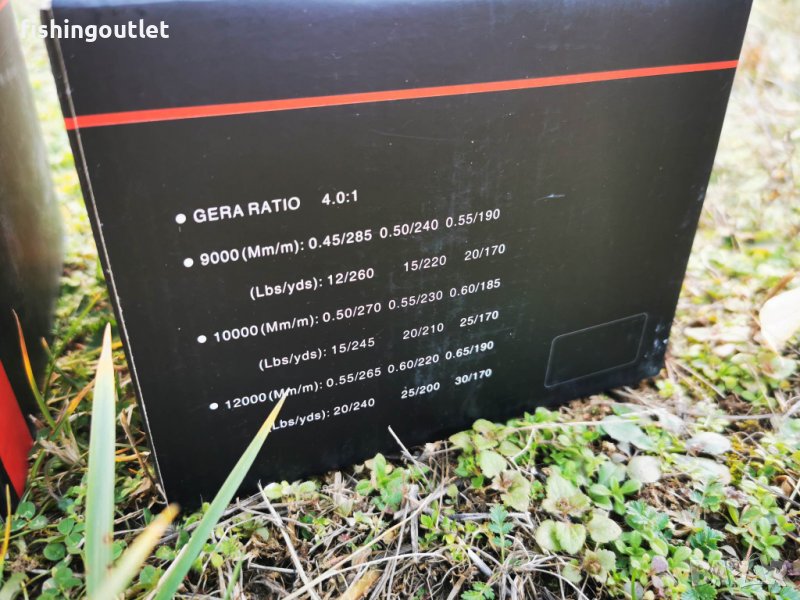 fishingoutlet
● GERA RATIO 4.0:1
● 9000(Mm/m): 0.45/285 0.50/240 0.55/190
(Lbs/yds): 12/260 15/220 20/170
● 10000(Mm/m): 0.50/270 0.55/230 0.60/185
(Lbs/yds): 15/245 20/210 25/170
● 12000(Mm/m): 0.55/265 0.60/220 0.65/190
(Lbs/yds): 20/240 25/200 30/170